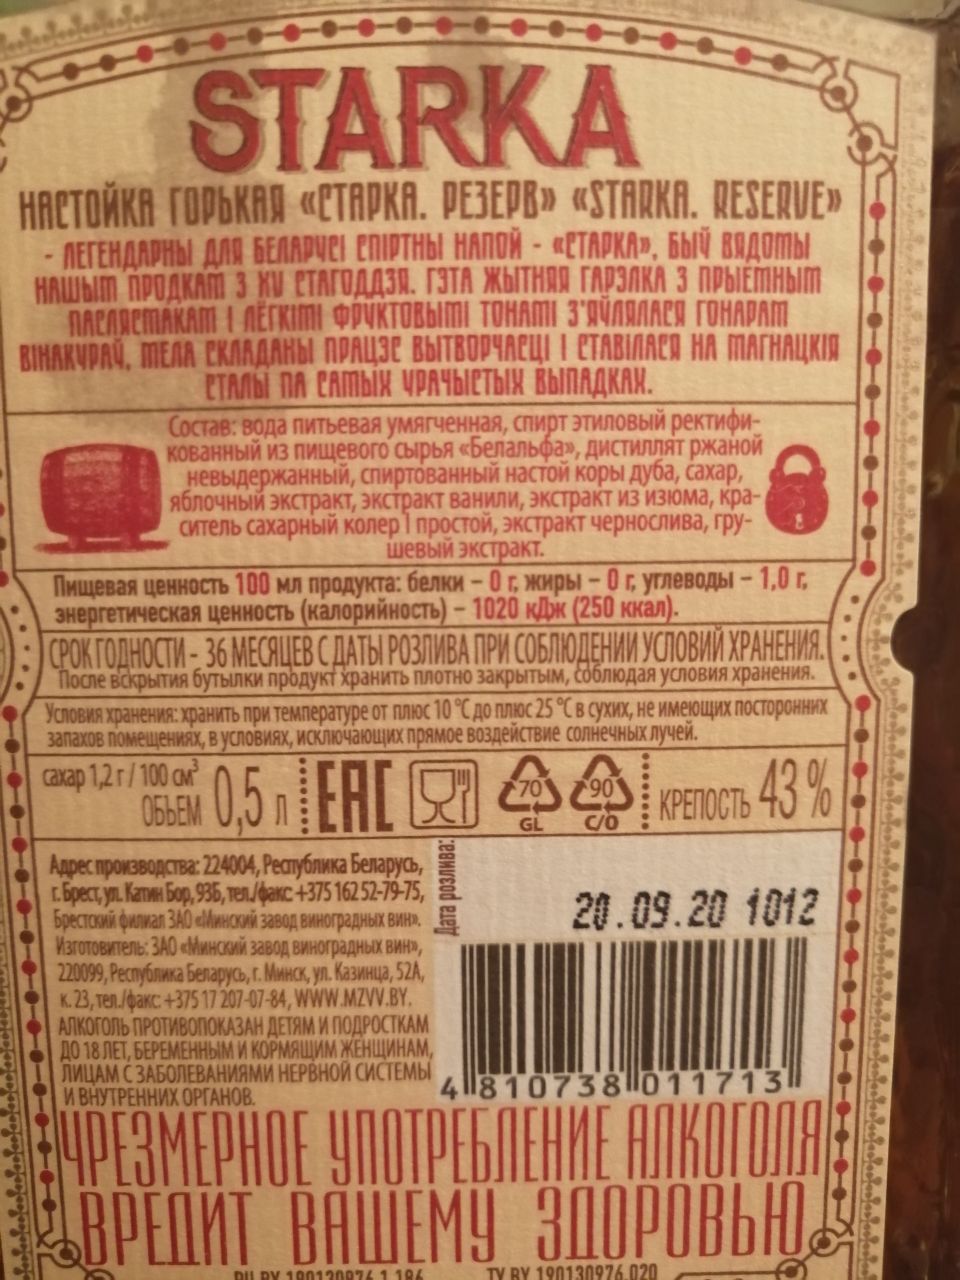 STARKA
НАСТОЙКА ГОРЬКАЯ «СТАРКА. РЕЗЕРВ» «STARKA. RESERVE»
- ЛЕГЕНДАРНЫ ДЛЯ БЕЛАРУСІ СПІРТНЫ НАПОЙ - «СТАРКА», БЫЎ ВЯДОМЫ
НАШЫМ ПРОДКАМ З XV СТАГОДДЗЯ. ГЭТА ЖЫТНЯЯ ГАРЭЛКА З ПРЫЕМНЫМ
ПАСЛЯСМАКАМ І ЛЁГКІМІ ФРУКТОВЫМІ ТОНАМІ З'ЯЎЛЯЛАСЯ ГОНАРАМ
ВІНАКУРАЎ, МЕЛА СКЛАДАНЫ ПРАЦЭС ВЫТВОРЧАСЦІ І СТАВІЛАСЯ НА МАГНАЦКІЯ
СТАЛЫ ПА САМЫХ УРАЧЫСТЫХ ВЫПАДКАХ.
Состав: вода питьевая умягченная, спирт этиловый ректифи-
кованный из пищевого сырья «Белальфа», дистиллят ржаной
невыдержанный, спиртованный настой коры дуба, сахар,
яблочный экстракт, экстракт ванили, экстракт из изюма, кра-
ситель сахарный колер I простой, экстракт чернослива, гру-
шевый экстракт.
Пищевая ценность 100 мл продукта: белки – 0 г, жиры – 0 г, углеводы – 1,0 г,
энергетическая ценность (калорийность) – 1020 кДж (250 ккал).
СРОК ГОДНОСТИ - 36 МЕСЯЦЕВ С ДАТЫ РОЗЛИВА ПРИ СОБЛЮДЕНИИ УСЛОВИЙ ХРАНЕНИЯ.
После вскрытия бутылки продукт хранить плотно закрытым, соблюдая условия хранения.
Условия хранения: хранить при температуре от плюс 10 °С до плюс 25 °С в сухих, не имеющих посторонних
запахов помещениях, в условиях, исключающих прямое воздействие солнечных лучей.
сахар 1,2 г / 100 см³
ОБЪЕМ 0,5 л
EAC
70
GL
90
C/O
КРЕПОСТЬ 43 %
Адрес производства: 224004, Республика Беларусь,
г. Брест, ул. Катин Бор, 93Б, тел./факс: +375 162 52-79-75,
Брестский филиал ЗАО «Минский завод виноградных вин».
Изготовитель: ЗАО «Минский завод виноградных вин»,
220099, Республика Беларусь, г. Минск, ул. Казинца, 52А,
к. 23, тел./факс: +375 17 207-07-84, WWW.MZVV.BY.
АЛКОГОЛЬ ПРОТИВОПОКАЗАН ДЕТЯМ И ПОДРОСТКАМ
ДО 18 ЛЕТ, БЕРЕМЕННЫМ И КОРМЯЩИМ ЖЕНЩИНАМ,
ЛИЦАМ С ЗАБОЛЕВАНИЯМИ НЕРВНОЙ СИСТЕМЫ
И ВНУТРЕННИХ ОРГАНОВ.
Дата розлива:
20.09.20 1012
4 810738 011713
ЧРЕЗМЕРНОЕ УПОТРЕБЛЕНИЕ АЛКОГОЛЯ
ВРЕДИТ ВАШЕМУ ЗДОРОВЬЮ
ТУ BY 190130976.020